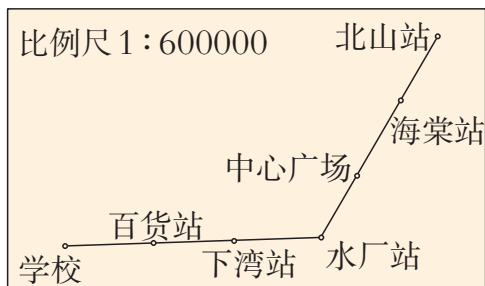 比例尺1:600000
北山站
海棠站
中心广场
百货站
下湾站
水厂站
学校